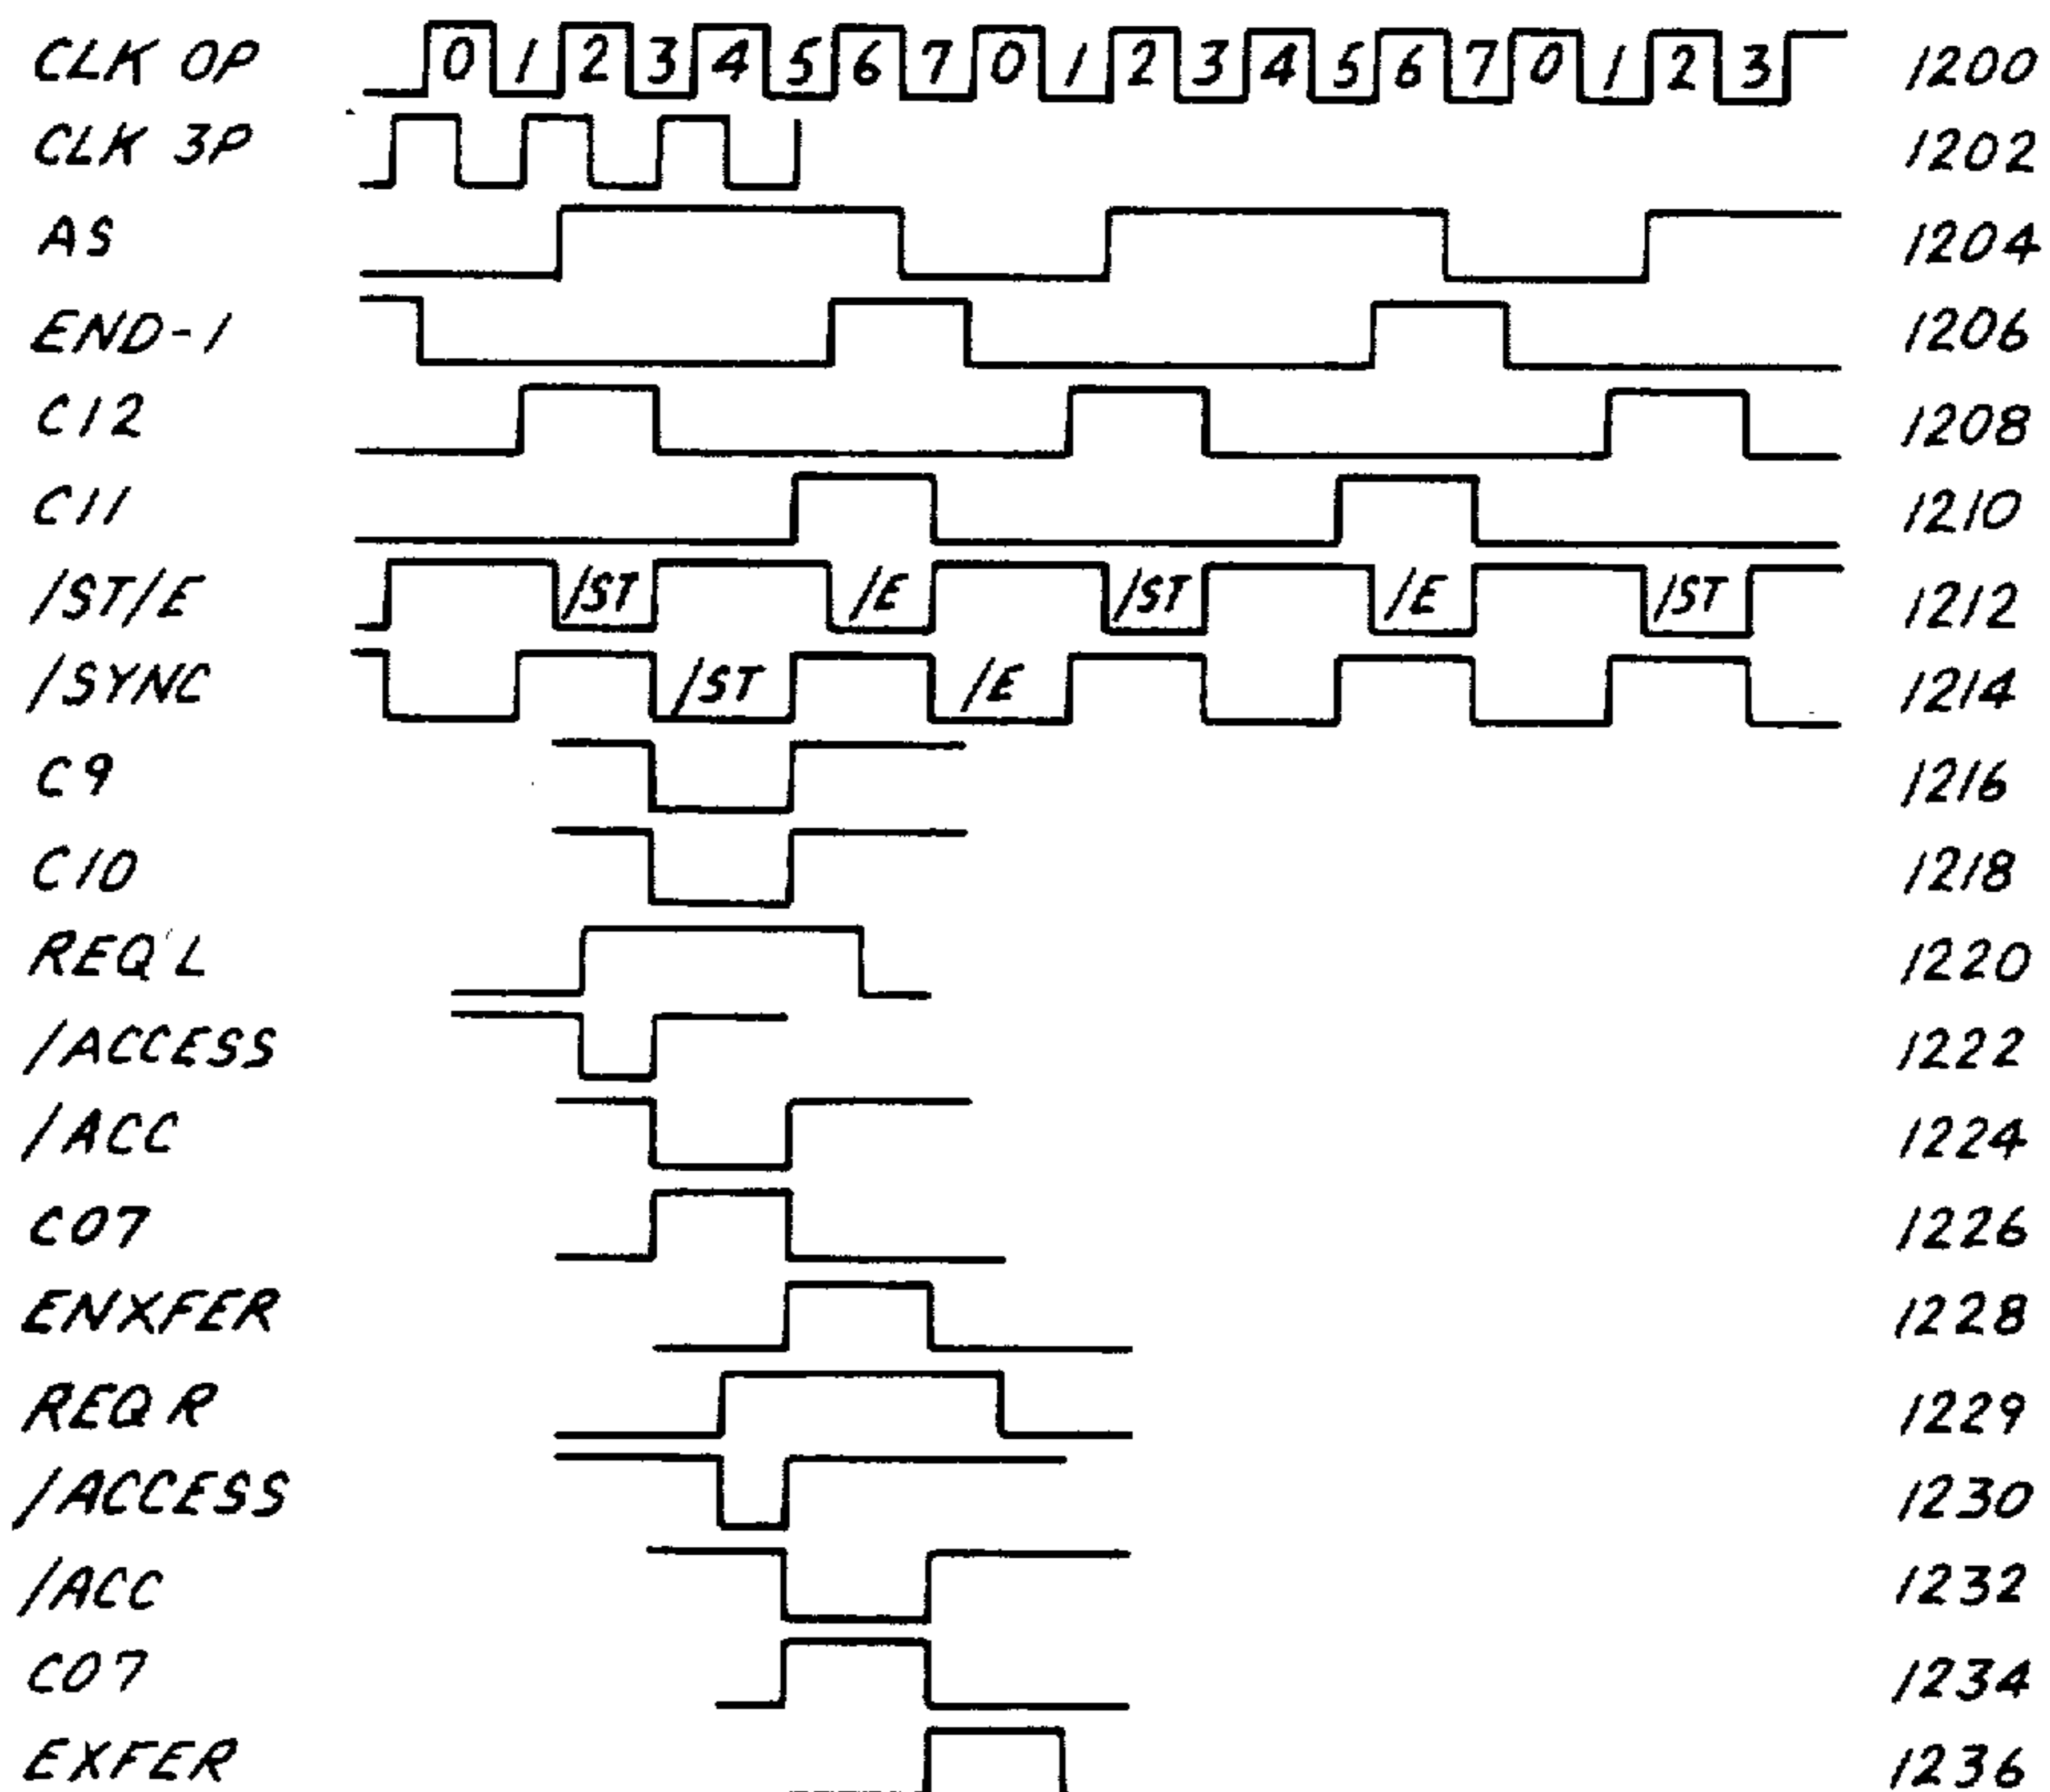 CLK 0P 0 1 2 3 4 5 6 7 0 1 2 3 4 5 6 7 0 1 2 3 1200
CLK 3P 1202
AS 1204
END-1 1206
C12 1208
C11 1210
/ST/E /ST /E /ST /E /ST 1212
/SYNC /ST /E 1214
C9 1216
C10 1218
REQ L 1220
/ACCESS 1222
/ACC 1224
C07 1226
ENXFER 1228
REQ R 1229
/ACCESS 1230
/ACC 1232
C07 1234
EXFER 1236